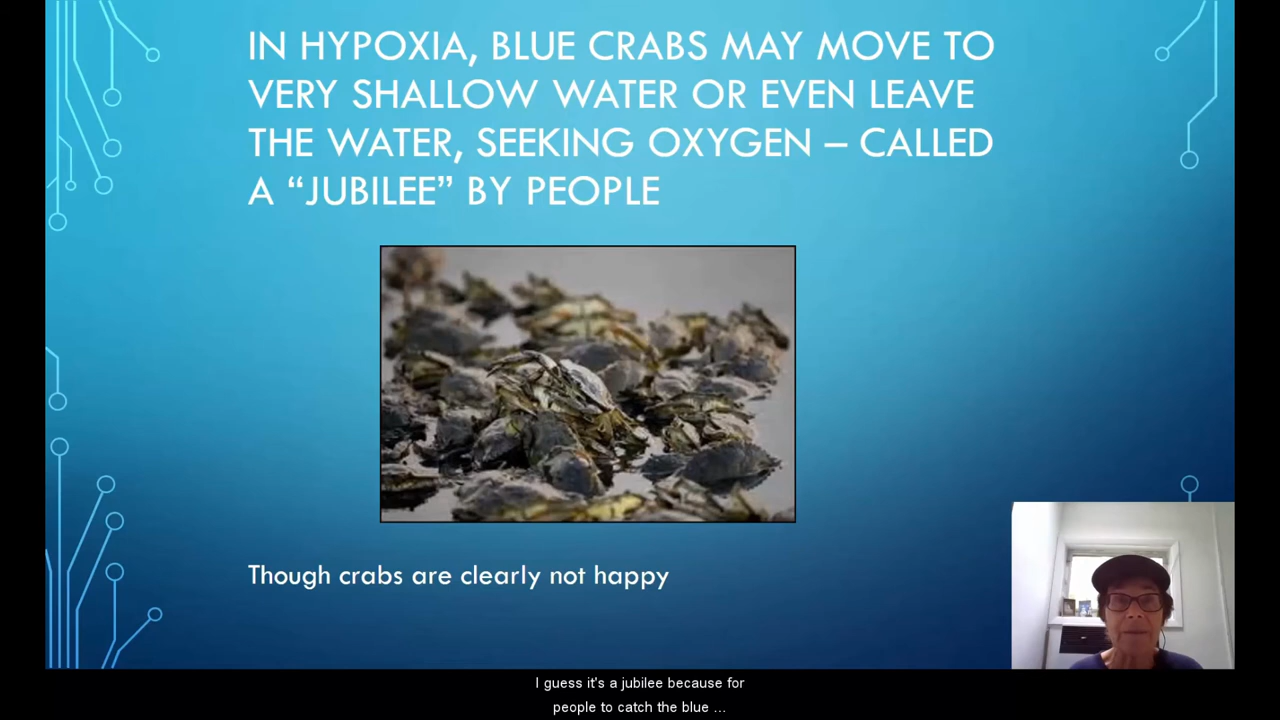 IN HYPOXIA, BLUE CRABS MAY MOVE TO
VERY SHALLOW WATER OR EVEN LEAVE
THE WATER, SEEKING OXYGEN – CALLED
A “JUBILEE” BY PEOPLE
Though crabs are clearly not happy
I guess it's a jubilee because for
people to catch the blue ...